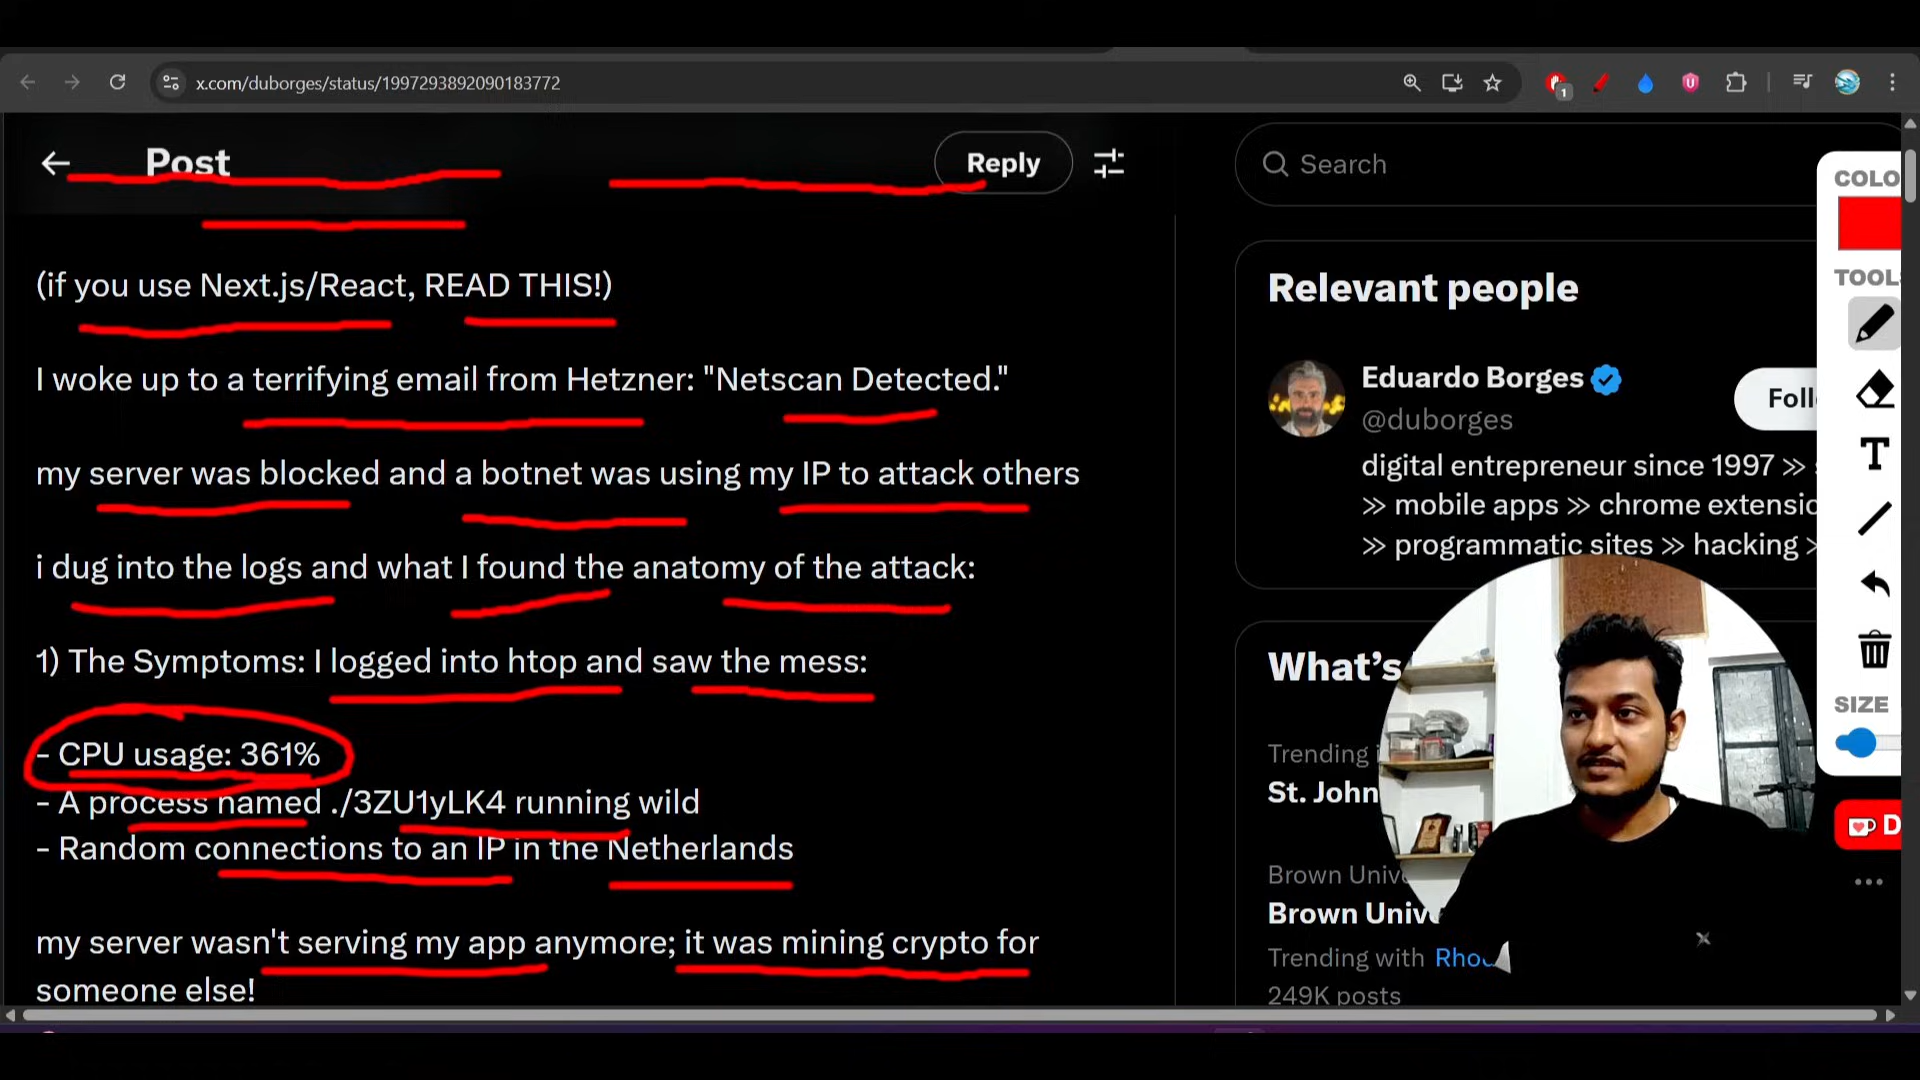 x.com/duborges/status/1997293892090183772
1
Post
Reply
Search
(if you use Next.js/React, READ THIS!)
I woke up to a terrifying email from Hetzner: "Netscan Detected."
my server was blocked and a botnet was using my IP to attack others
i dug into the logs and what I found the anatomy of the attack:
1) The Symptoms: I logged into htop and saw the mess:
- CPU usage: 361%
- A process named ./3ZU1yLK4 running wild
- Random connections to an IP in the Netherlands
my server wasn't serving my app anymore; it was mining crypto for
someone else!
Relevant people
Eduardo Borges
@duborges
Foll
digital entrepreneur since 1997 >>
>> mobile apps >> chrome extensio
>> programmatic sites >> hacking >
What's
Trending
St. John
Brown Unive
Brown Unive
Trending with Rho
249K posts
COLO
TOOLS
T
SIZE
D